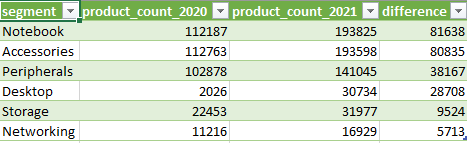 segment product_count_2020 product_count_2021 difference
Notebook 112187 193825 81638
Accessories 112763 193598 80835
Peripherals 102878 141045 38167
Desktop 2026 30734 28708
Storage 22453 31977 9524
Networking 11216 16929 5713